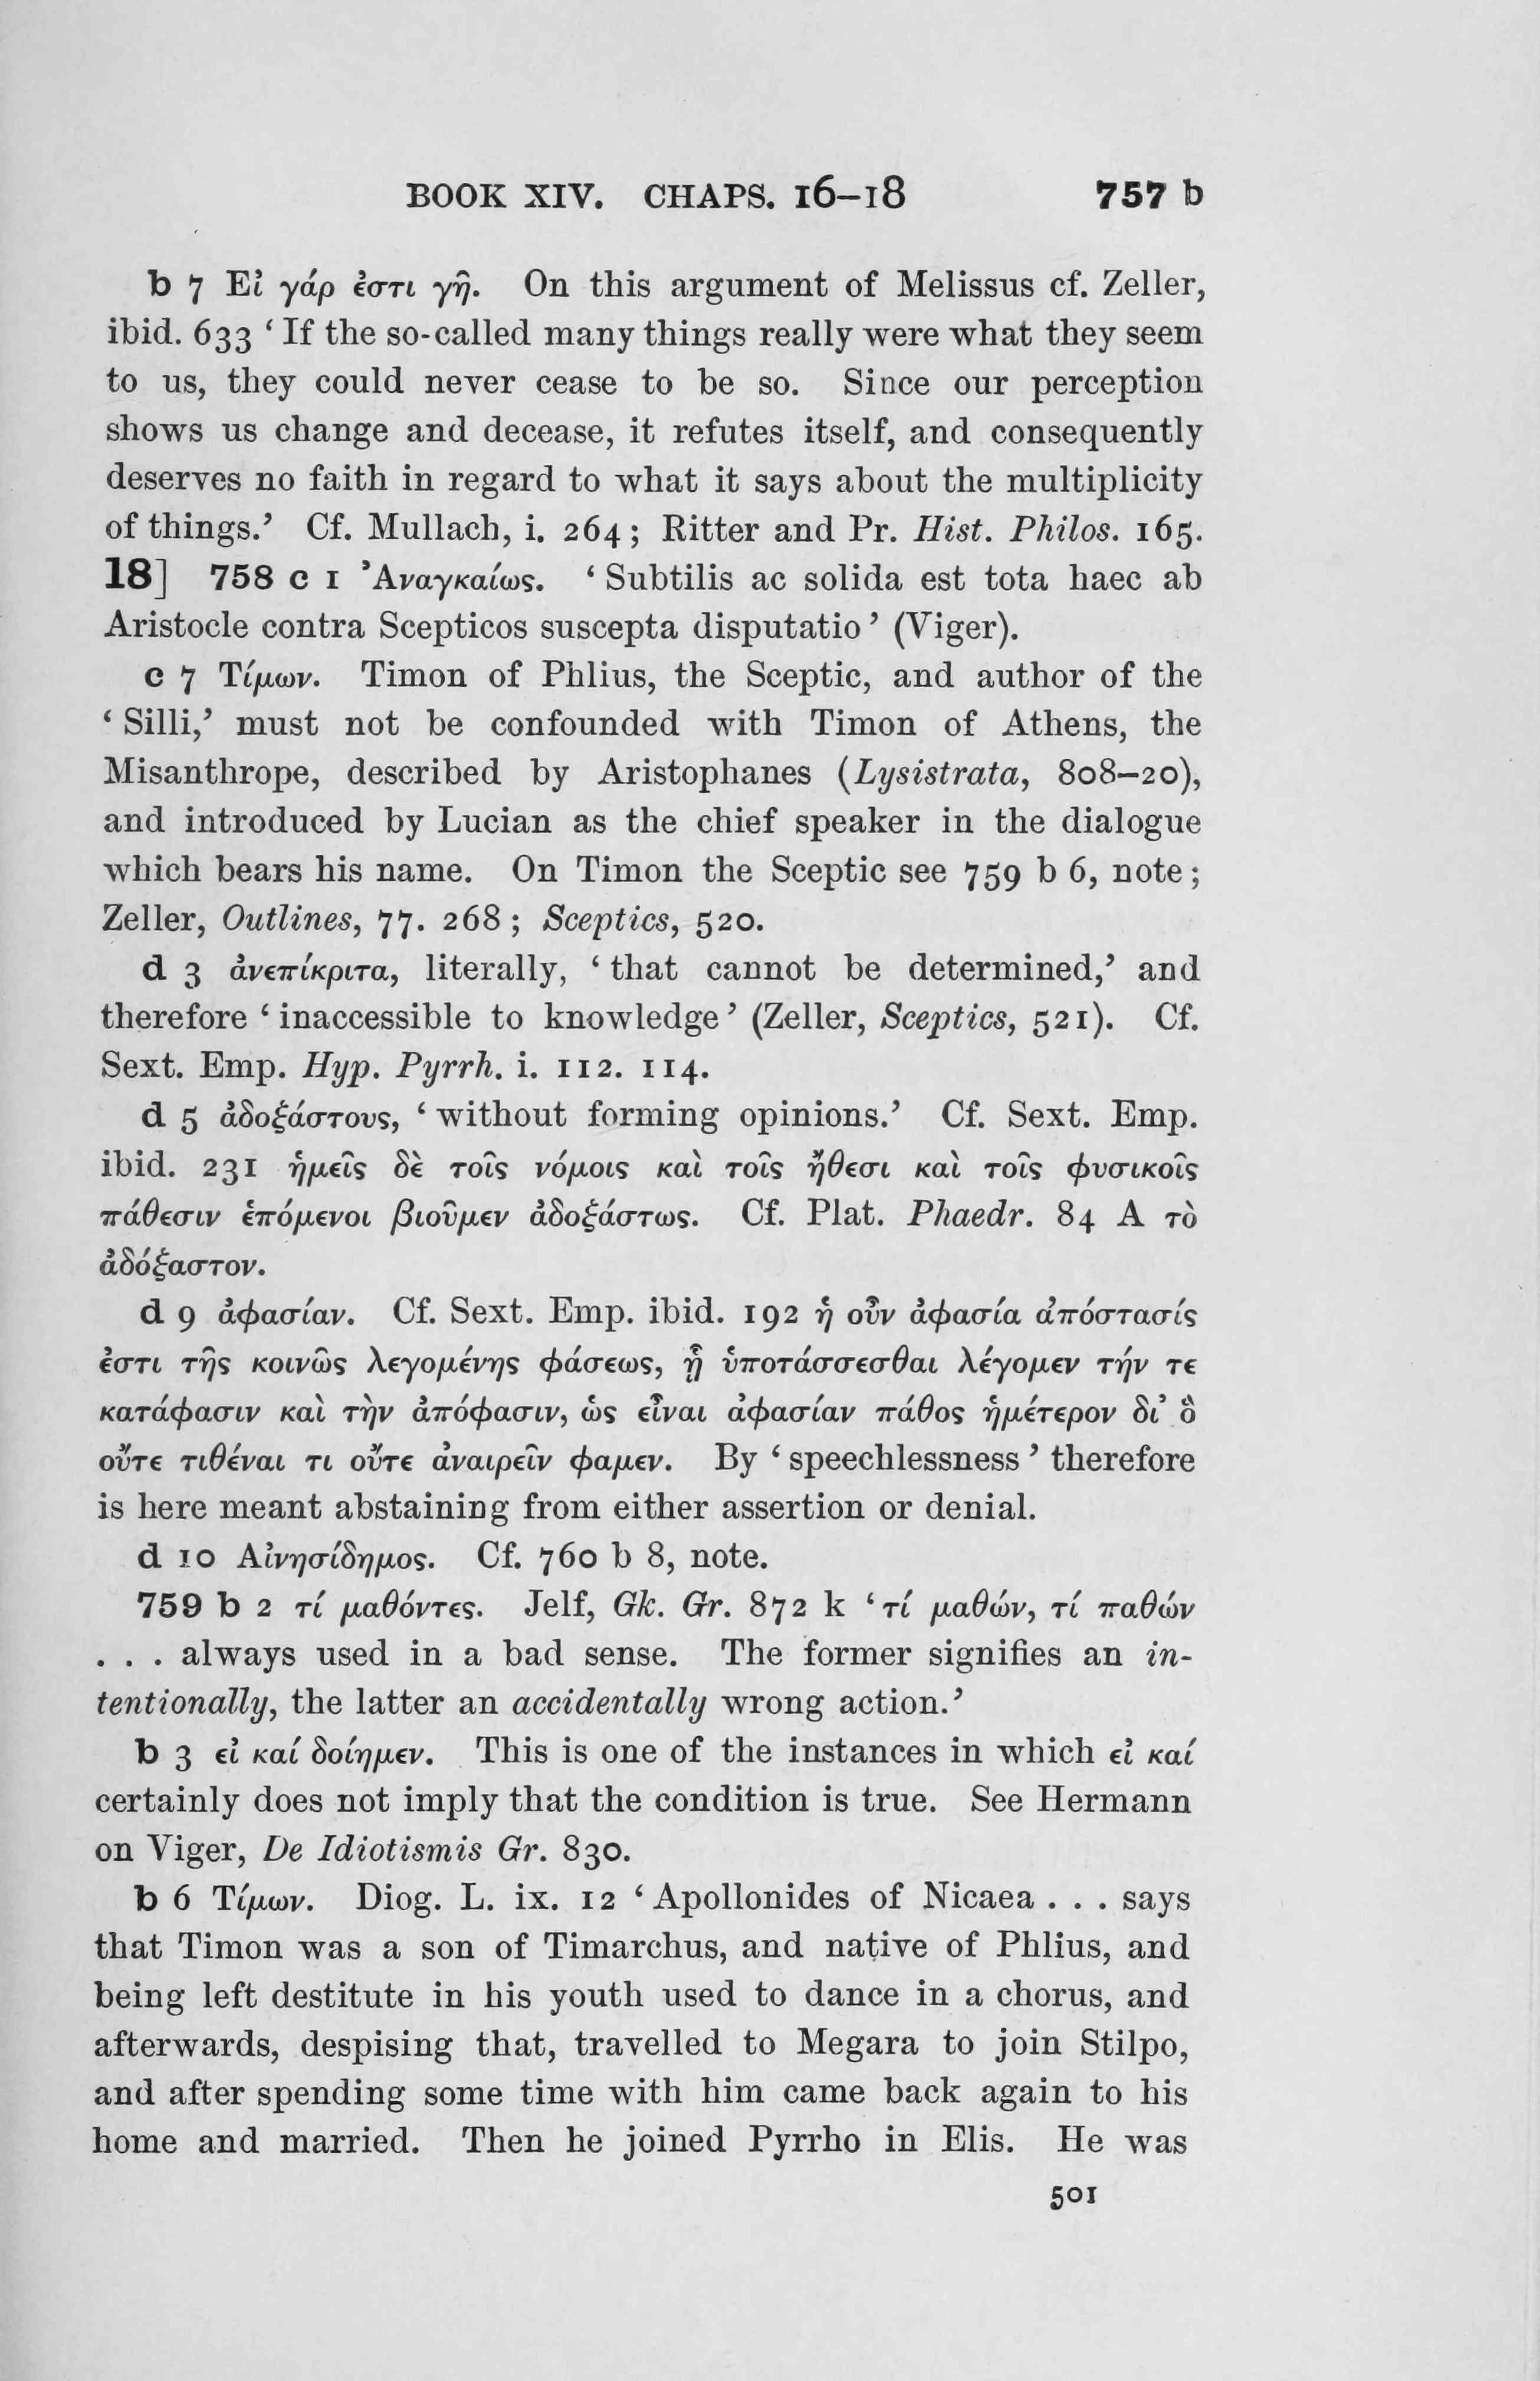 BOOK XIV. CHAPS. 16–18 757 b
b 7 Εἰ γάρ ἐστι γῆ. On this argument of Melissus cf. Zeller,
ibid. 633 ‘If the so-called many things really were what they seem
to us, they could never cease to be so. Since our perception
shows us change and decease, it refutes itself, and consequently
deserves no faith in regard to what it says about the multiplicity
of things.’ Cf. Mullach, i. 264; Ritter and Pr. Hist. Philos. 165.
18] 758 c 1 Ἀναγκαίως. ‘Subtilis ac solida est tota haec ab
Aristocle contra Scepticos suscepta disputatio’ (Viger).
c 7 Τίμων. Timon of Phlius, the Sceptic, and author of the
‘Silli,’ must not be confounded with Timon of Athens, the
Misanthrope, described by Aristophanes (Lysistrata, 808–20),
and introduced by Lucian as the chief speaker in the dialogue
which bears his name. On Timon the Sceptic see 759 b 6, note;
Zeller, Outlines, 77. 268; Sceptics, 520.
d 3 ἀνεπίκριτα, literally, ‘that cannot be determined,’ and
therefore ‘inaccessible to knowledge’ (Zeller, Sceptics, 521). Cf.
Sext. Emp. Hyp. Pyrrh. i. 112. 114.
d 5 ἀδοξάστους, ‘without forming opinions.’ Cf. Sext. Emp.
ibid. 231 ἡμεῖς δὲ τοῖς νόμοις καὶ τοῖς ἤθεσι καὶ τοῖς φυσικοῖς
πάθεσιν ἑπόμενοι βιοῦμεν ἀδοξάστως. Cf. Plat. Phaedr. 84 A τὸ
ἀδόξαστον.
d 9 ἀφασίαν. Cf. Sext. Emp. ibid. 192 ἡ οὖν ἀφασία ἀπόστασίς
ἐστι τῆς κοινῶς λεγομένης φάσεως, ᾗ ὑποτάσσεσθαι λέγομεν τήν τε
κατάφασιν καὶ τὴν ἀπόφασιν, ὡς εἶναι ἀφασίαν πάθος ἡμέτερον δι’ ὃ
οὔτε τιθέναι τι οὔτε ἀναιρεῖν φαμεν. By ‘speechlessness’ therefore
is here meant abstaining from either assertion or denial.
d 10 Αἰνησίδημος. Cf. 760 b 8, note.
759 b 2 τί μαθόντες. Jelf, Gk. Gr. 872 k ‘τί μαθών, τί παθών
. . . always used in a bad sense. The former signifies an in-
tentionally, the latter an accidentally wrong action.’
b 3 εἰ καί δοίημεν. This is one of the instances in which εἰ καί
certainly does not imply that the condition is true. See Hermann
on Viger, De Idiotismis Gr. 830.
b 6 Τίμων. Diog. L. ix. 12 ‘Apollonides of Nicaea . . . says
that Timon was a son of Timarchus, and native of Phlius, and
being left destitute in his youth used to dance in a chorus, and
afterwards, despising that, travelled to Megara to join Stilpo,
and after spending some time with him came back again to his
home and married. Then he joined Pyrrho in Elis. He was
501